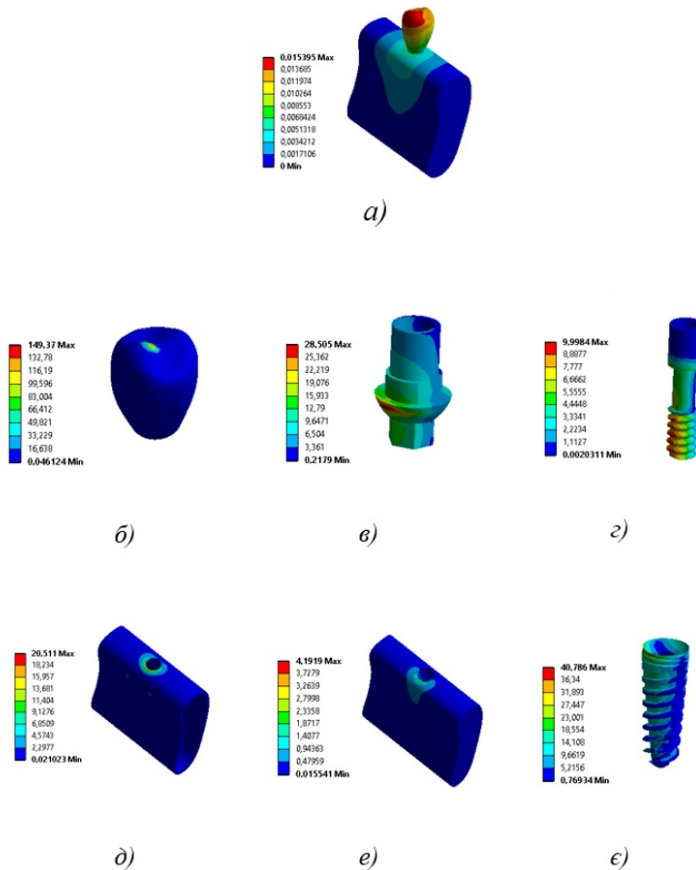 0,015395 Max
0,013685
0,011974
0,010264
0,008553
0,0068424
0,0051318
0,0034212
0,0017106
0 Min
а)
149,37 Max
132,78
116,19
99,596
83,004
66,412
49,821
33,229
16,638
0,046124 Min
б)
28,505 Max
25,362
22,219
19,076
15,933
12,79
9,6471
6,504
3,361
0,2179 Min
в)
9,9984 Max
8,8877
7,777
6,6662
5,5555
4,4448
3,3341
2,2234
1,1127
0,0020311 Min
г)
20,511 Max
18,234
15,957
13,681
11,404
9,1276
6,8509
4,5743
2,2977
0,021023 Min
д)
4,1919 Max
3,7279
3,2639
2,7998
2,3358
1,8717
1,4077
0,94363
0,47959
0,015541 Min
е)
40,786 Max
36,34
31,893
27,447
23,001
18,554
14,108
9,6619
5,2156
0,76934 Min
є)